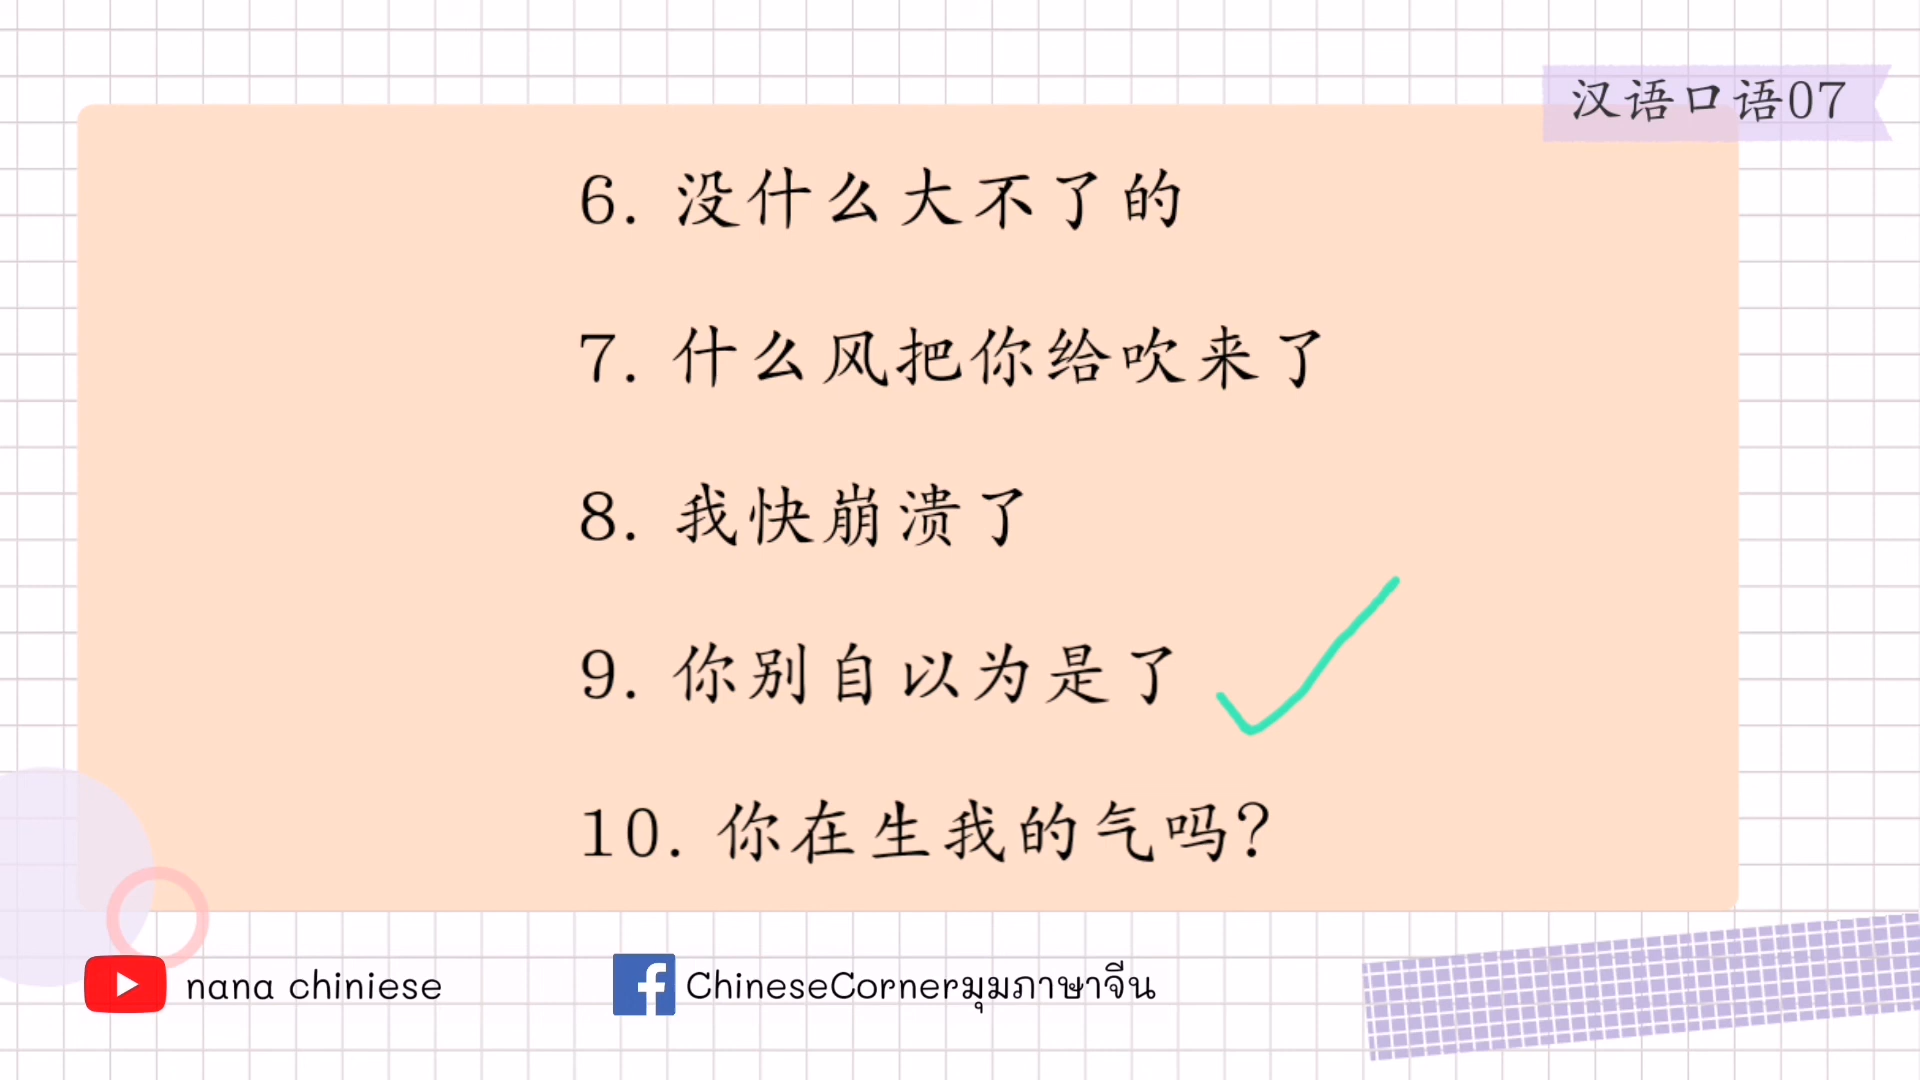 汉语口语07
6. 没什么大不了的
7. 什么风把你给吹来了
8. 我快崩溃了
9. 你别自以为是了
10. 你在生我的气吗?
nana chiniese
ChineseCornerมุมภาษาจีน